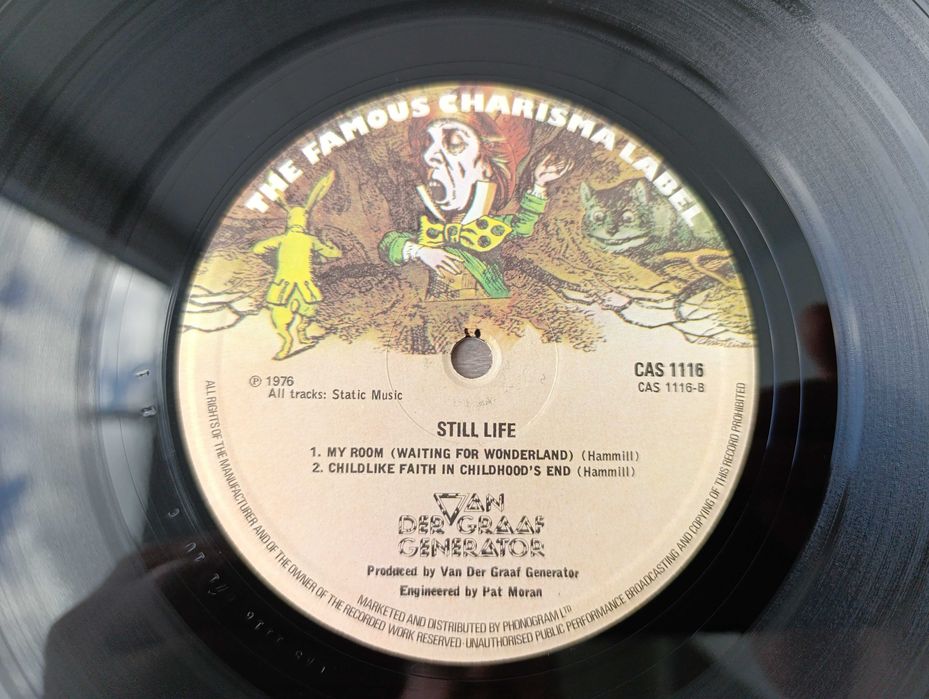 THE FAMOUS CHARISMA LABEL
℗ 1976
All tracks: Static Music
CAS 1116
CAS 1116-B
STILL LIFE
1. MY ROOM (WAITING FOR WONDERLAND) (Hammill)
2. CHILDLIKE FAITH IN CHILDHOOD'S END (Hammill)
VAN
DER GRAAF
GENERATOR
Produced by Van Der Graaf Generator
Engineered by Pat Moran
MARKETED AND DISTRIBUTED BY PHONOGRAM LTD
ALL RIGHTS OF THE MANUFACTURER AND OF THE OWNER OF THE RECORDED WORK RESERVED·UNAUTHORISED PUBLIC PERFORMANCE BROADCASTING AND COPYING OF THIS RECORD PROHIBITED